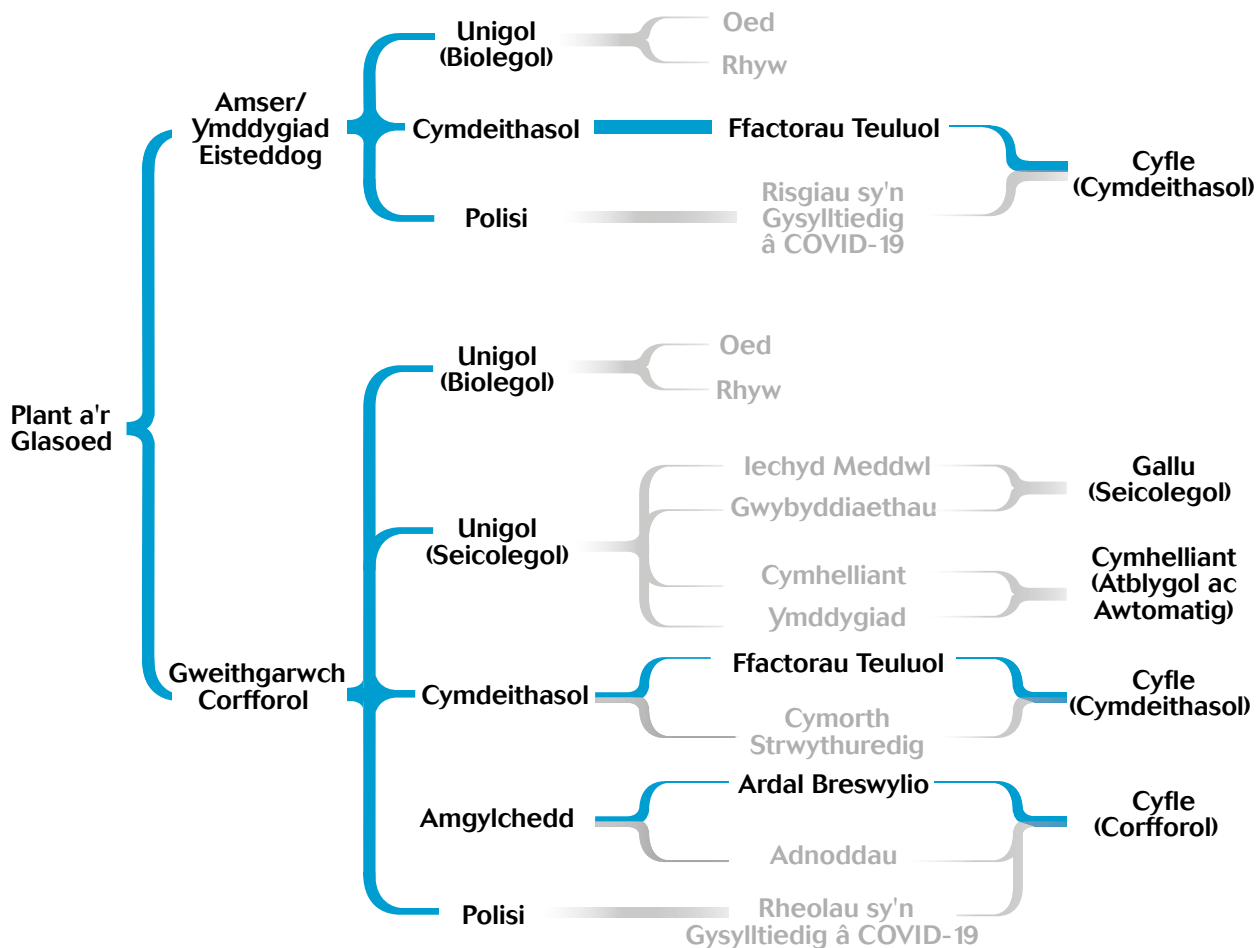 Plant a'r
Glasoed
Amser/
Ymddygiad
Eisteddog
Unigol
(Biolegol)
Oed
Rhyw
Cymdeithasol
Ffactorau Teuluol
Polisi
Risgiau sy'n
Gysylltiedig
â COVID-19
Cyfle
(Cymdeithasol)
Gweithgarwch
Corfforol
Unigol
(Biolegol)
Oed
Rhyw
Unigol
(Seicolegol)
Iechyd Meddwl
Gwybyddiaethau
Gallu
(Seicolegol)
Cymhelliant
Ymddygiad
Cymhelliant
(Atblygol ac
Awtomatig)
Cymdeithasol
Ffactorau Teuluol
Cymorth
Strwythuredig
Cyfle
(Cymdeithasol)
Amgylchedd
Ardal Breswylio
Adnoddau
Cyfle
(Corfforol)
Polisi
Rheolau sy'n
Gysylltiedig â COVID-19